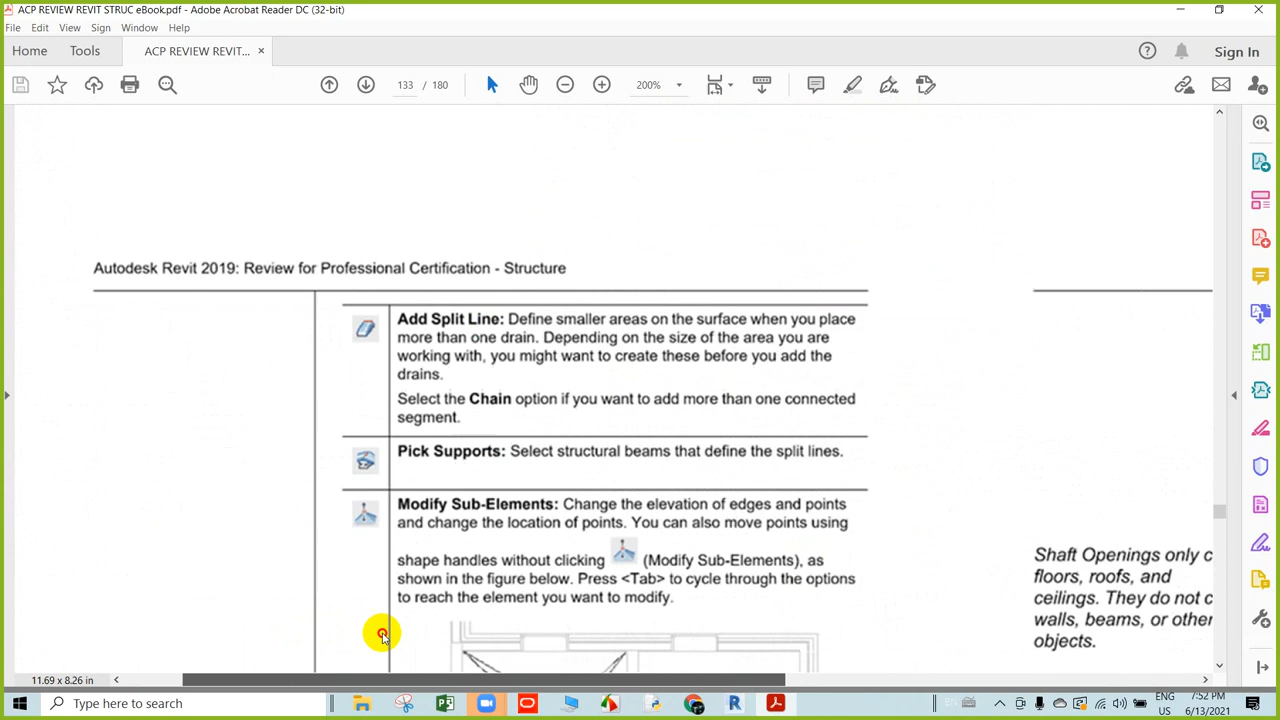 ACP REVIEW REVIT STRUC eBook.pdf - Adobe Acrobat Reader DC (32-bit)
File Edit View Sign Window Help
Home Tools ACP REVIEW REVIT... × Sign In
133 / 180 200%
Autodesk Revit 2019: Review for Professional Certification - Structure
Add Split Line: Define smaller areas on the surface when you place
more than one drain. Depending on the size of the area you are
working with, you might want to create these before you add the
drains.
Select the Chain option if you want to add more than one connected
segment.
Pick Supports: Select structural beams that define the split lines.
Modify Sub-Elements: Change the elevation of edges and points
and change the location of points. You can also move points using
shape handles without clicking (Modify Sub-Elements), as
shown in the figure below. Press <Tab> to cycle through the options
to reach the element you want to modify.
Shaft Openings only c
floors, roofs, and
ceilings. They do not c
walls, beams, or other
objects.
11.69 x 8.26 in
Type here to search
ENG
US
7:52 PM
6/13/2021